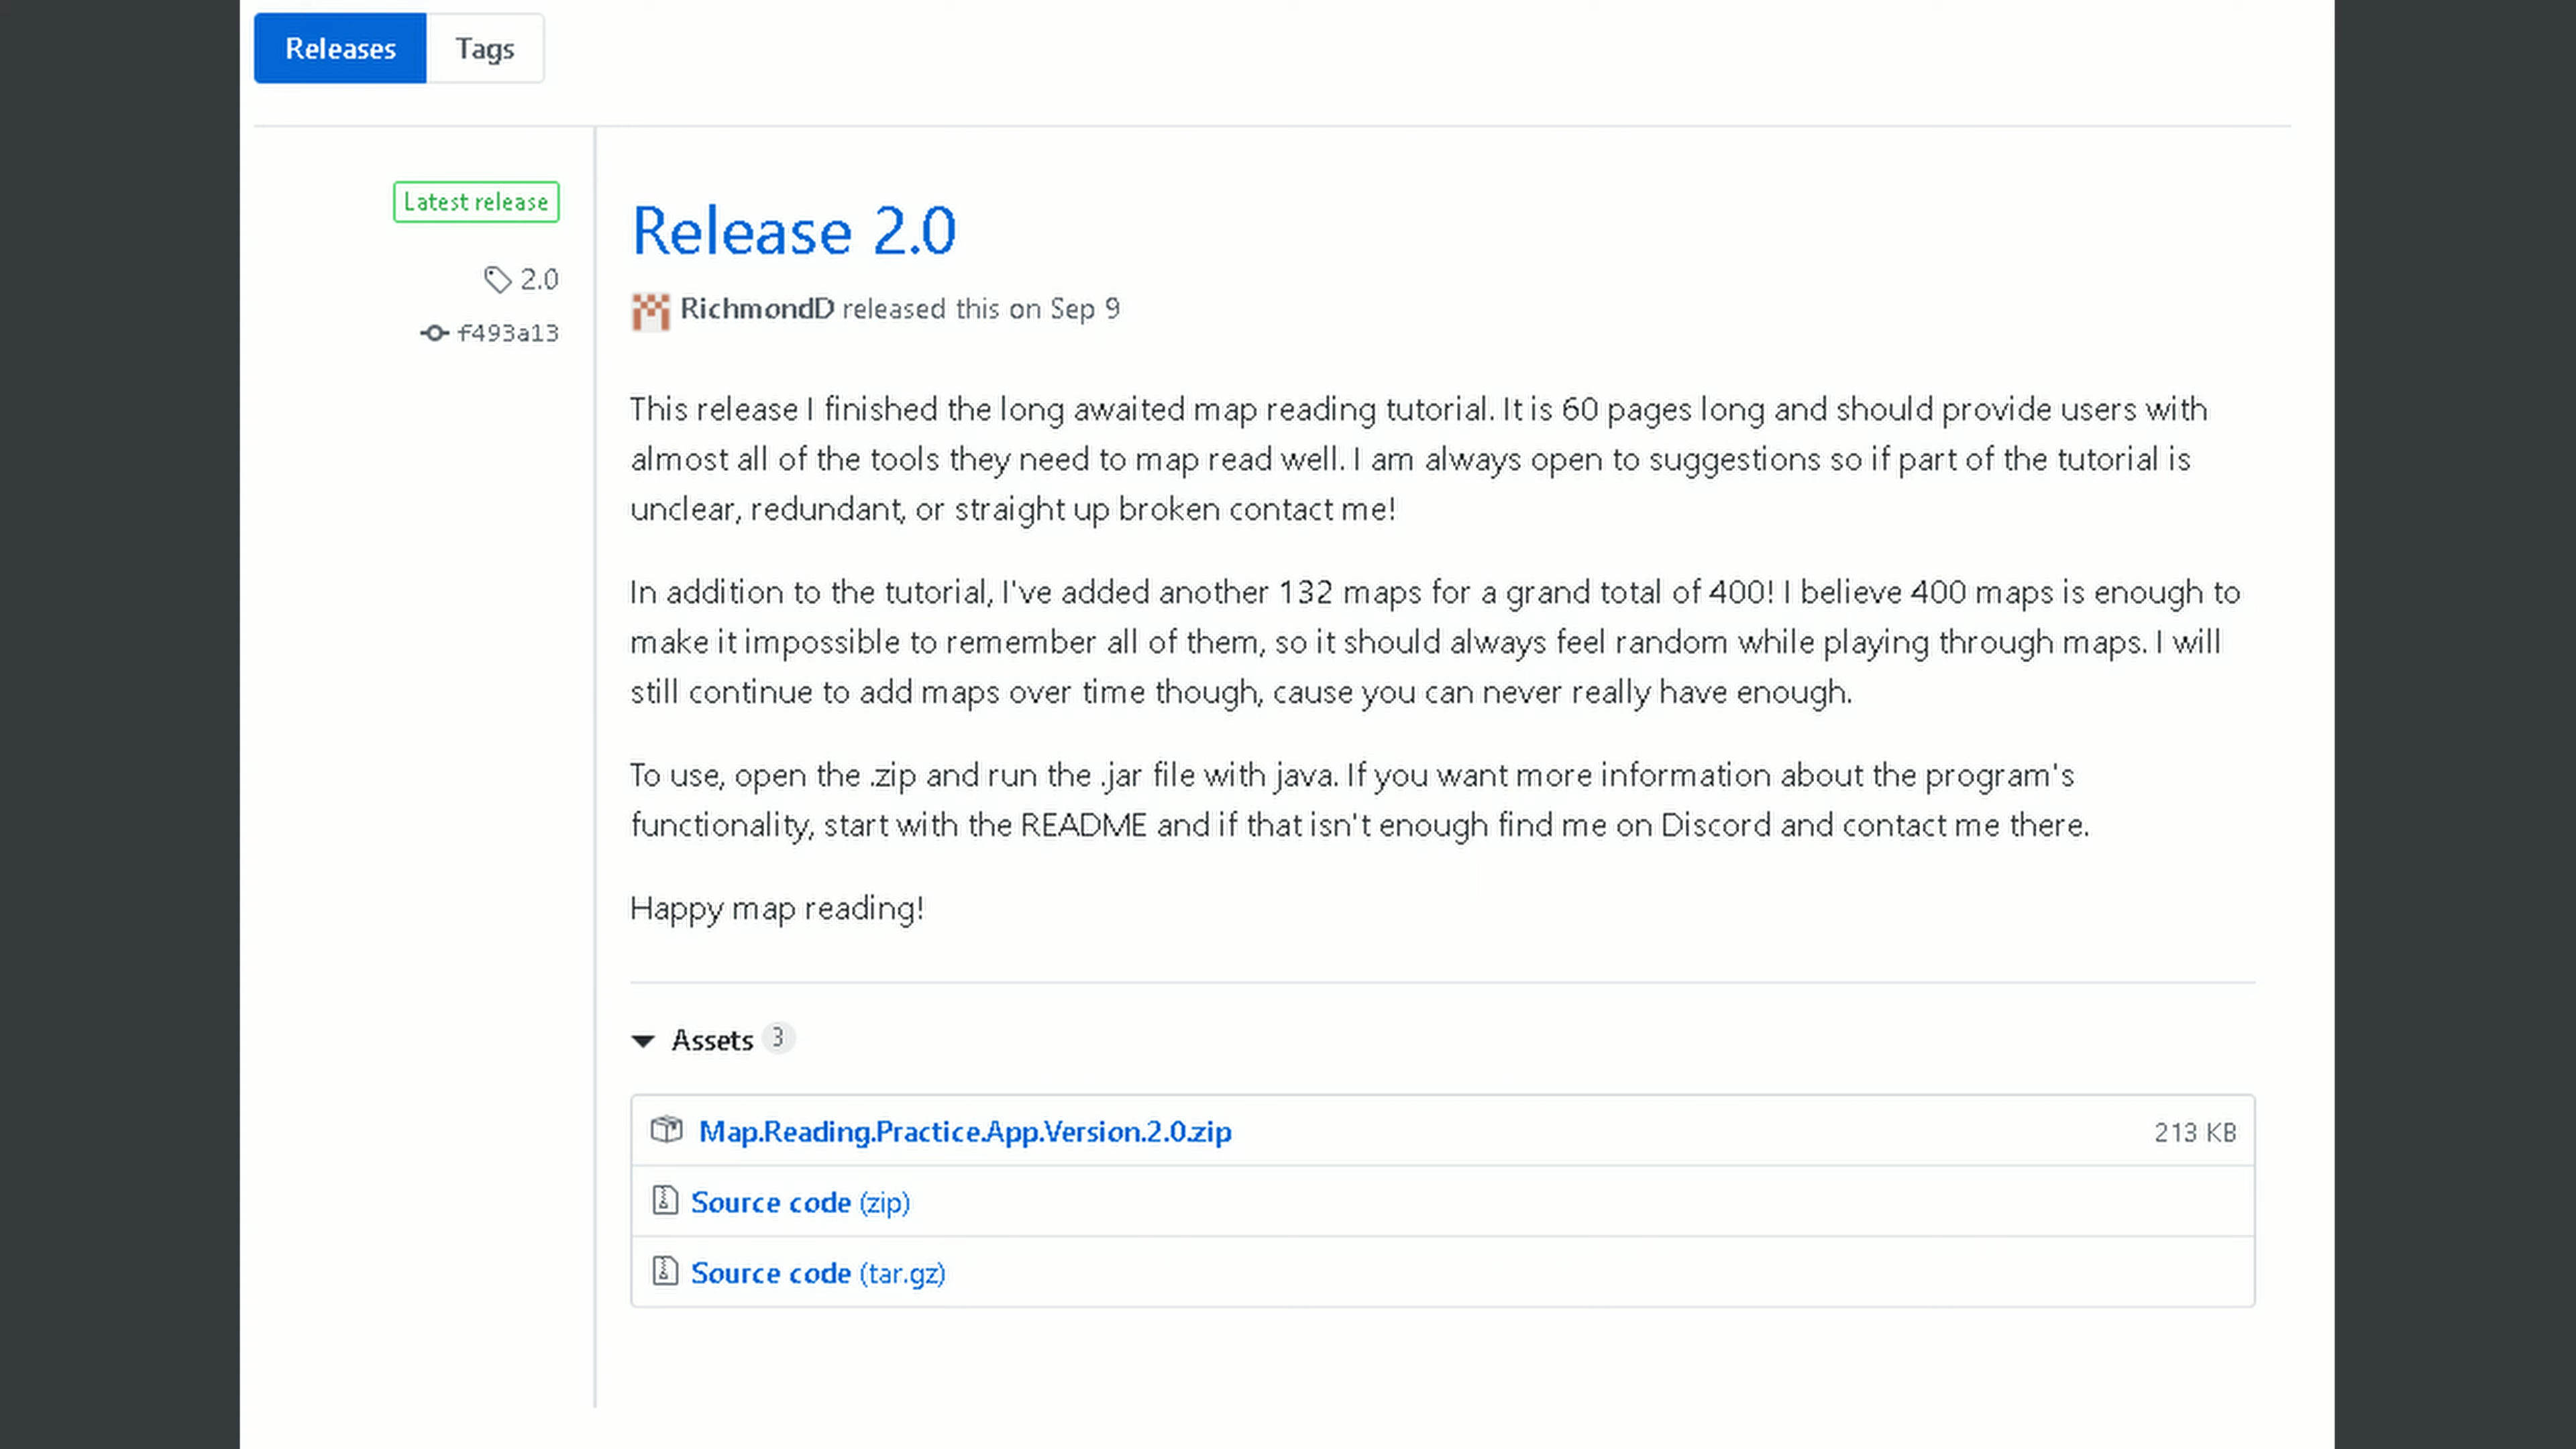 Releases
Tags
Latest release
2.0
f493a13
Release 2.0
RichmondD released this on Sep 9
This release I finished the long awaited map reading tutorial. It is 60 pages long and should provide users with
almost all of the tools they need to map read well. I am always open to suggestions so if part of the tutorial is
unclear, redundant, or straight up broken contact me!
In addition to the tutorial, I've added another 132 maps for a grand total of 400! I believe 400 maps is enough to
make it impossible to remember all of them, so it should always feel random while playing through maps. I will
still continue to add maps over time though, cause you can never really have enough.
To use, open the .zip and run the .jar file with java. If you want more information about the program's
functionality, start with the README and if that isn't enough find me on Discord and contact me there.
Happy map reading!
Assets 3
Map.Reading.Practice.App.Version.2.0.zip
213 KB
Source code (zip)
Source code (tar.gz)